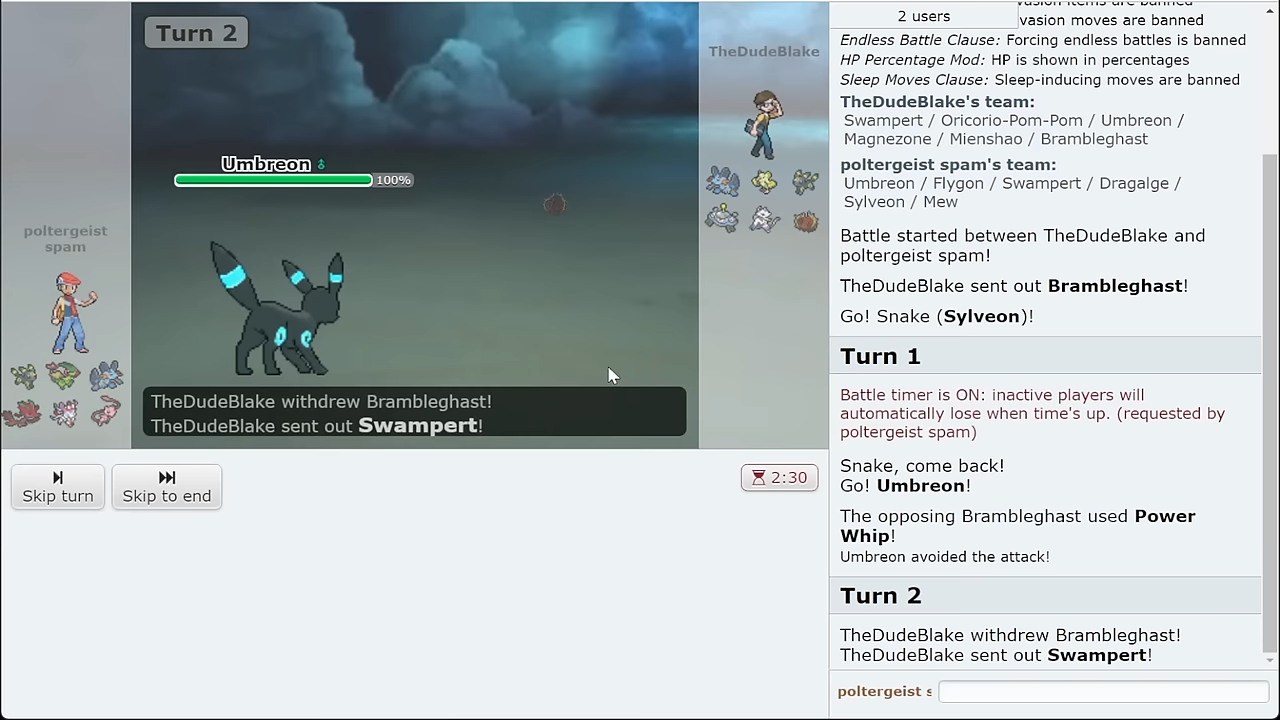 Turn 2
TheDudeBlake
Umbreon ♂
100%
poltergeist
spam
TheDudeBlake withdrew Brambleghast!
TheDudeBlake sent out Swampert!
Skip turn
Skip to end
2:30
2 users
vasion moves are banned
Endless Battle Clause: Forcing endless battles is banned
HP Percentage Mod: HP is shown in percentages
Sleep Moves Clause: Sleep-inducing moves are banned
TheDudeBlake's team:
Swampert / Oricorio-Pom-Pom / Umbreon /
Magnezone / Mienshao / Brambleghast
poltergeist spam's team:
Umbreon / Flygon / Swampert / Dragalge /
Sylveon / Mew
Battle started between TheDudeBlake and
poltergeist spam!
TheDudeBlake sent out Brambleghast!
Go! Snake (Sylveon)!
Turn 1
Battle timer is ON: inactive players will
automatically lose when time's up. (requested by
poltergeist spam)
Snake, come back!
Go! Umbreon!
The opposing Brambleghast used Power
Whip!
Umbreon avoided the attack!
Turn 2
TheDudeBlake withdrew Brambleghast!
TheDudeBlake sent out Swampert!
poltergeist s